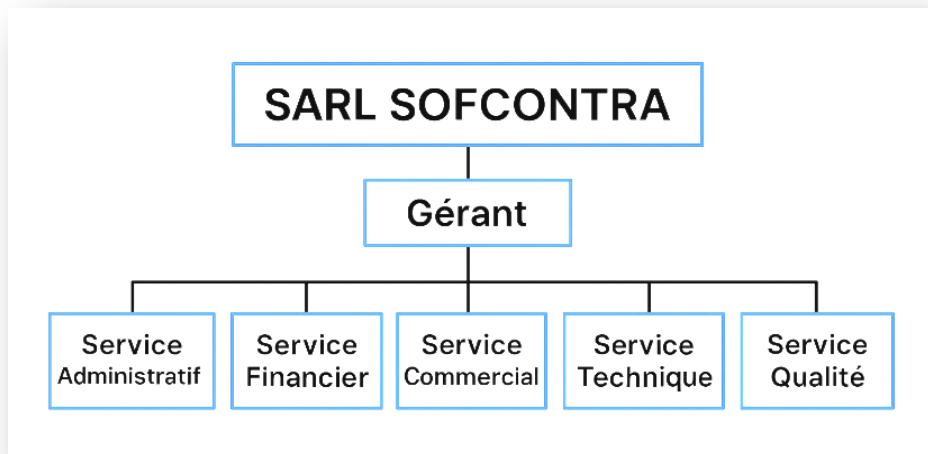 SARL SOFCONTRA
Gérant
Service
Administratif
Service
Financier
Service
Commercial
Service
Technique
Service
Qualité